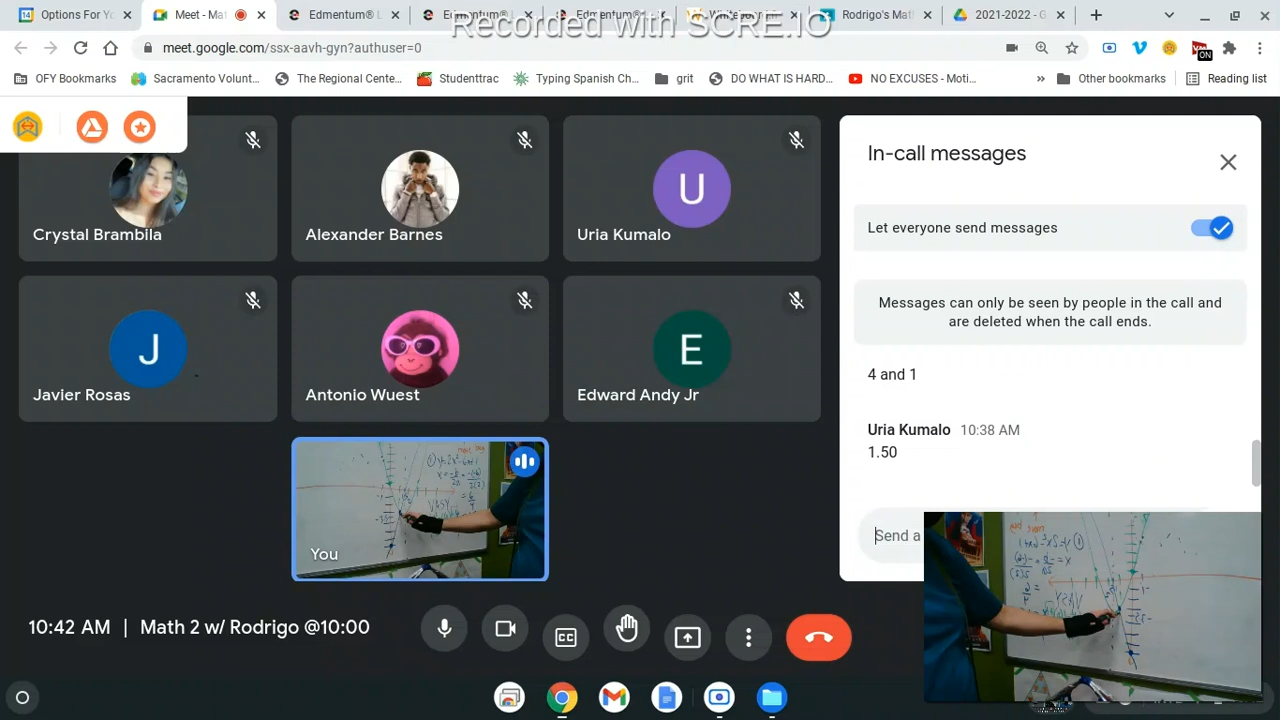 Options For Y
Meet - Ma
Edmentum® L
Edmentum®
Edmentum®
Whiteboard
Rodrigo's Mat
2021-2022 - G
Recorded with SCRE.IO
meet.google.com/ssx-aavh-gyn?authuser=0
ON
OFY Bookmarks
Sacramento Volunt...
The Regional Cente...
Studenttrac
Typing Spanish Ch...
grit
DO WHAT IS HARD...
NO EXCUSES - Moti...
»
Other bookmarks
Reading list
Crystal Brambila
Alexander Barnes
U
Uria Kumalo
J
Javier Rosas
Antonio Wuest
E
Edward Andy Jr
You
In-call messages
Let everyone send messages
Messages can only be seen by people in the call and
are deleted when the call ends.
4 and 1
Uria Kumalo 10:38 AM
1.50
Send a
10:42 AM | Math 2 w/ Rodrigo @10:00
CC